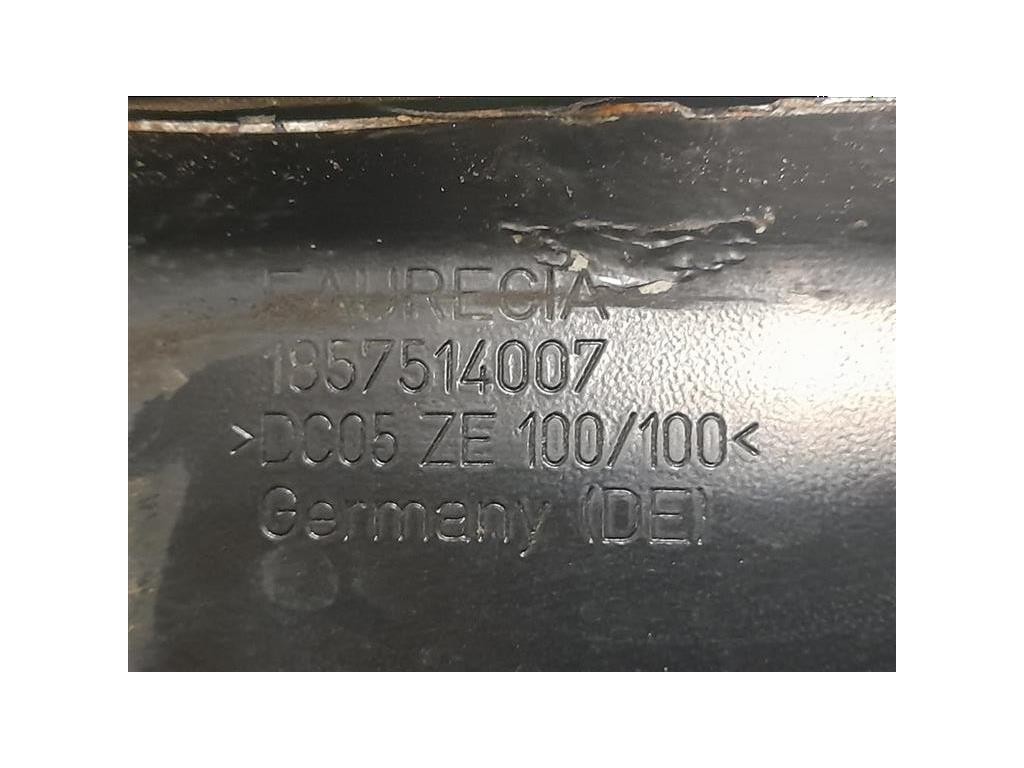 FAURECIA
1857514007
>DC05 ZE 100/100<
Germany (DE)